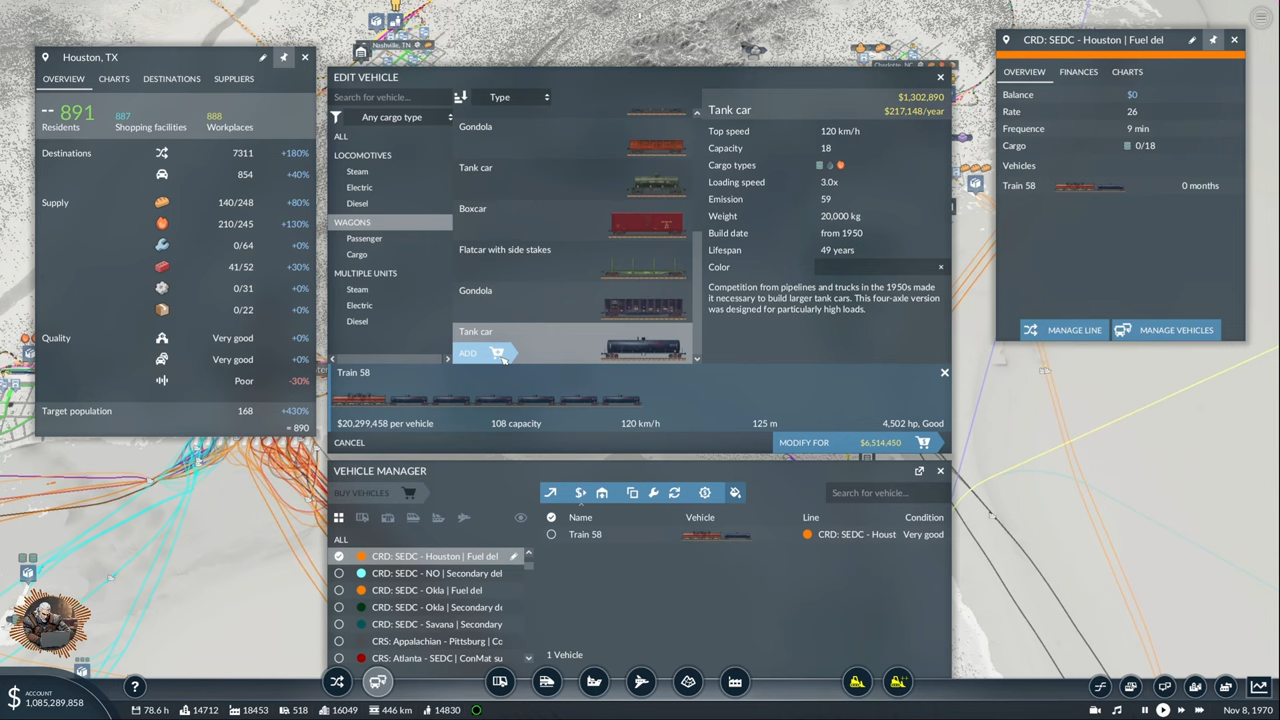 Nashville, TN
Houston, TX
OVERVIEW CHARTS DESTINATIONS SUPPLIERS
-- 891 887 888
Residents Shopping facilities Workplaces
Destinations 7311 +180%
854 +40%
Supply 140/248 +80%
210/245 +130%
0/64 +0%
41/52 +30%
0/31 +0%
0/22 +0%
Quality Very good +0%
Very good +0%
Poor -30%
Target population 168 +430%
= 890
EDIT VEHICLE
Search for vehicle... Type
Any cargo type
ALL
LOCOMOTIVES
Steam
Electric
Diesel
WAGONS
Passenger
Cargo
MULTIPLE UNITS
Steam
Electric
Diesel
Gondola
Tank car
Boxcar
Flatcar with side stakes
Gondola
Tank car
ADD
$1,302,890
Tank car $217,148/year
Top speed 120 km/h
Capacity 18
Cargo types
Loading speed 3.0x
Emission 59
Weight 20,000 kg
Build date from 1950
Lifespan 49 years
Color
Competition from pipelines and trucks in the 1950s made
it necessary to build larger tank cars. This four-axle version
was designed for particularly high loads.
Train 58
$20,299,458 per vehicle 108 capacity 120 km/h 125 m 4,502 hp, Good
CANCEL MODIFY FOR $6,514,450
VEHICLE MANAGER
BUY VEHICLES Search for vehicle...
ALL
CRD: SEDC - Houston | Fuel del
CRD: SEDC - NO | Secondary del
CRD: SEDC - Okla | Fuel del
CRD: SEDC - Okla | Secondary de
CRD: SEDC - Savana | Secondary
CRS: Appalachian - Pittsburg | Co
CRS: Atlanta - SEDC | ConMat su
Name Vehicle Line Condition
Train 58 CRD: SEDC - Houst Very good
1 Vehicle
CRD: SEDC - Houston | Fuel del
OVERVIEW FINANCES CHARTS
Balance $0
Rate 26
Frequence 9 min
Cargo 0/18
Vehicles
Train 58 0 months
MANAGE LINE MANAGE VEHICLES
$ ACCOUNT
1,085,289,858
?
78.6 h 14712 18453 518 16049 446 km 14830
Nov 8, 1970